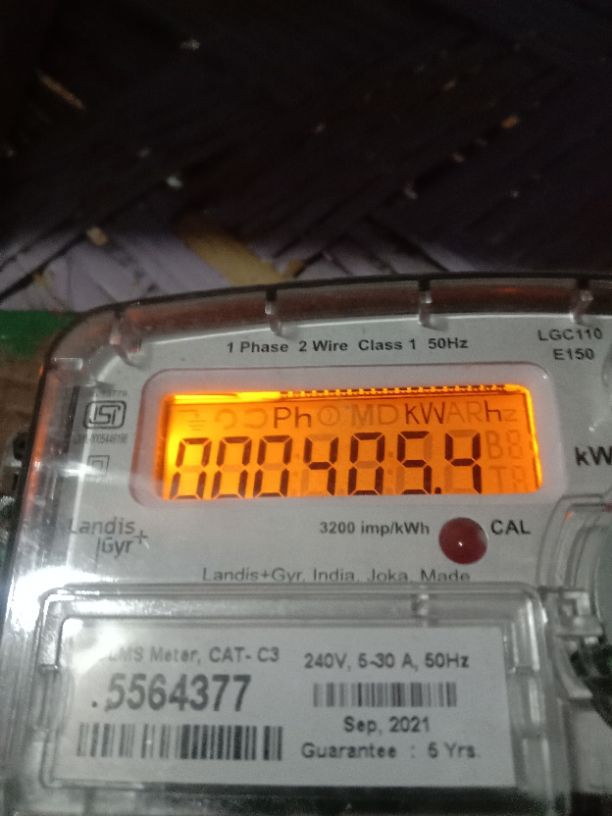 1 Phase 2 Wire Class 1 50Hz
LGC110
E150
Ph MD kWARhz
000405.4
kW
Landis
Gyr+
3200 imp/kWh CAL
Landis+Gyr, India, Joka, Made
Meter, CAT- C3
240V, 5-30 A, 50Hz
5564377
Sep, 2021
Guarantee : 5 Yrs.